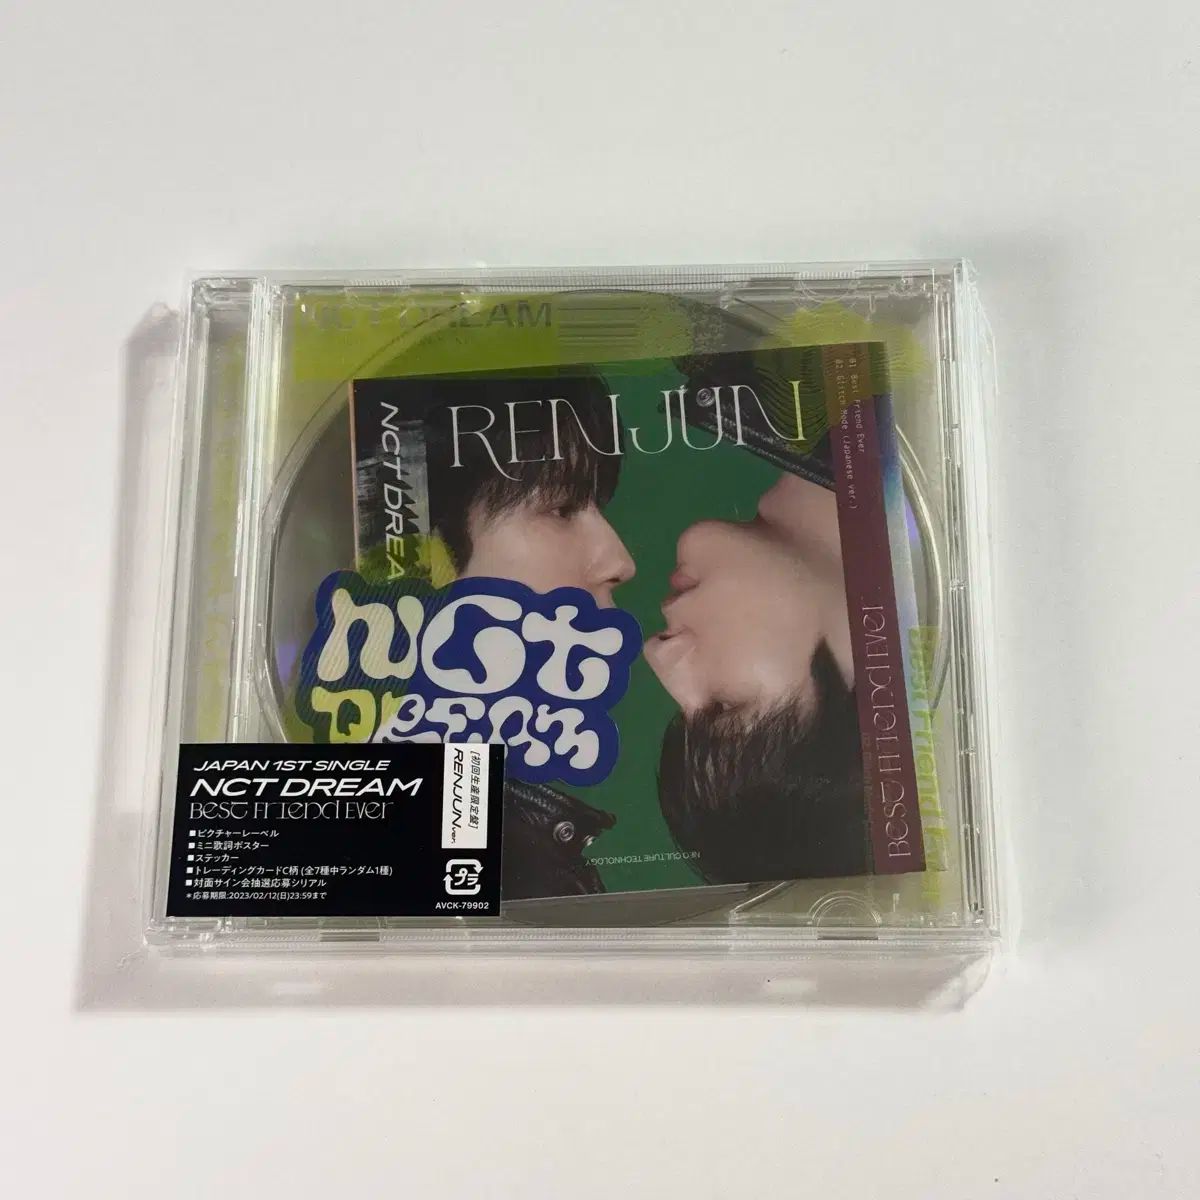 NCT DREAM
RENJUN
NCT DREA
01. Best Friend Ever
02. Glitch Mode (Japanese ver.)
Best Friend Ever
NCT
DREAM
NEO CULTURE TECHNOLOGY
JAPAN 1ST SINGLE
NCT DREAM
Best Friend Ever
[初回生産限定盤]
RENJUN ver.
■ピクチャーレーベル
■ミニ歌詞ポスター
■ステッカー
■トレーディングカードC柄 (全7種中ランダム1種)
■対面サイン会抽選応募シリアル
*応募期限:2023/02/12(日)23:59まで
プラ
AVCK-79902